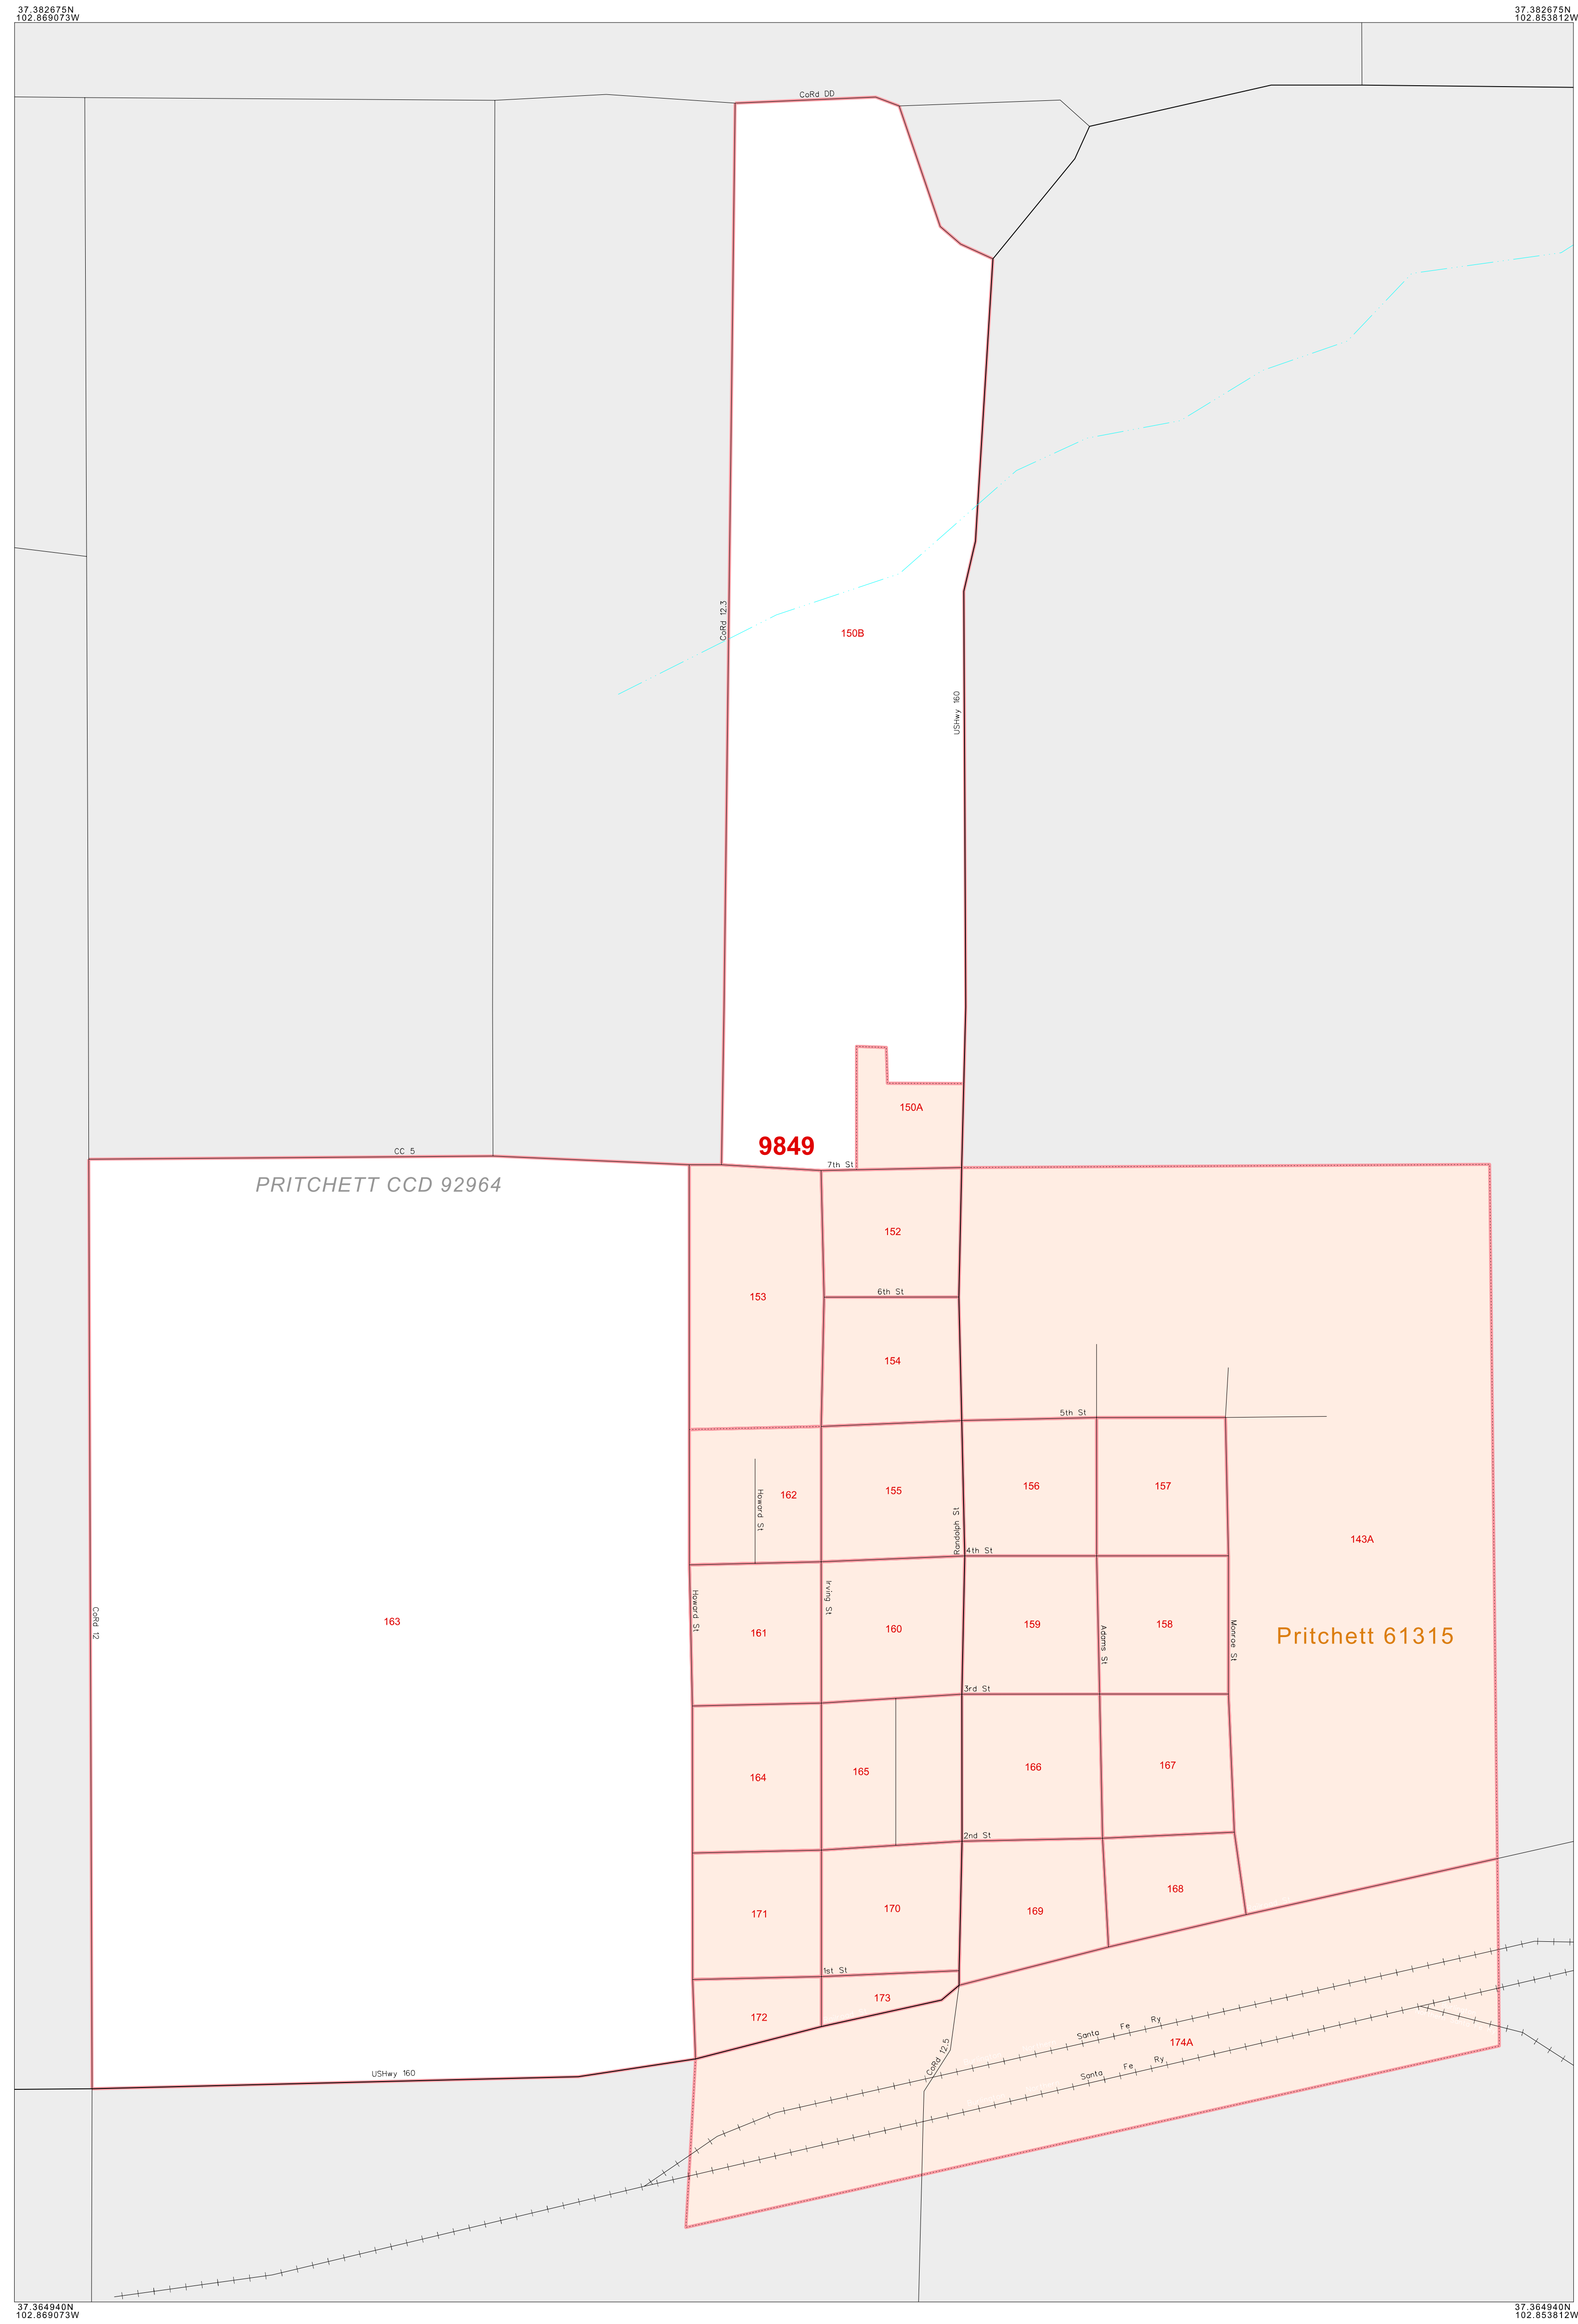 37.382675N
102.869073W
37.382675N
102.853812W
CoRd DD
CoRd 12.3
150B
USHwy 160
150A
9849
7th St
CC 5
PRITCHETT CCD 92964
152
153
6th St
154
5th St
162
Howard St
155
156
157
Randolph St
4th St
143A
Irving St
Howard St
CoRd 12
163
161
160
159
158
Adams St
Monroe St
Pritchett 61315
3rd St
164
165
166
167
2nd St
171
170
169
168
1st St
172
173
Santa Fe Ry
174A
CoRd 12.5
Santa Fe Ry
USHwy 160
37.364940N
102.869073W
37.364940N
102.853812W